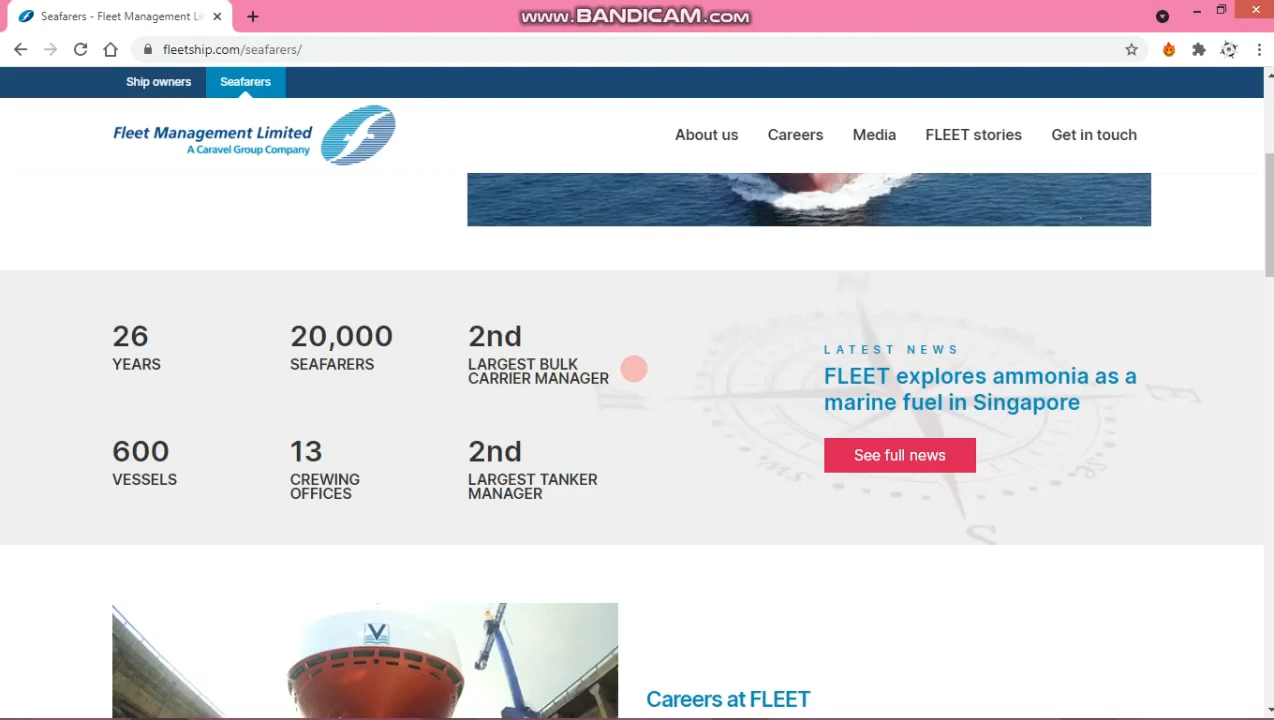 Seafarers - Fleet Management Li
www.BANDICAM.com
fleetship.com/seafarers/
Ship owners
Seafarers
Fleet Management Limited
A Caravel Group Company
About us
Careers
Media
FLEET stories
Get in touch
26
YEARS
20,000
SEAFARERS
2nd
LARGEST BULK
CARRIER MANAGER
600
VESSELS
13
CREWING
OFFICES
2nd
LARGEST TANKER
MANAGER
LATEST NEWS
FLEET explores ammonia as a
marine fuel in Singapore
See full news
N
E
S
V
Careers at FLEET